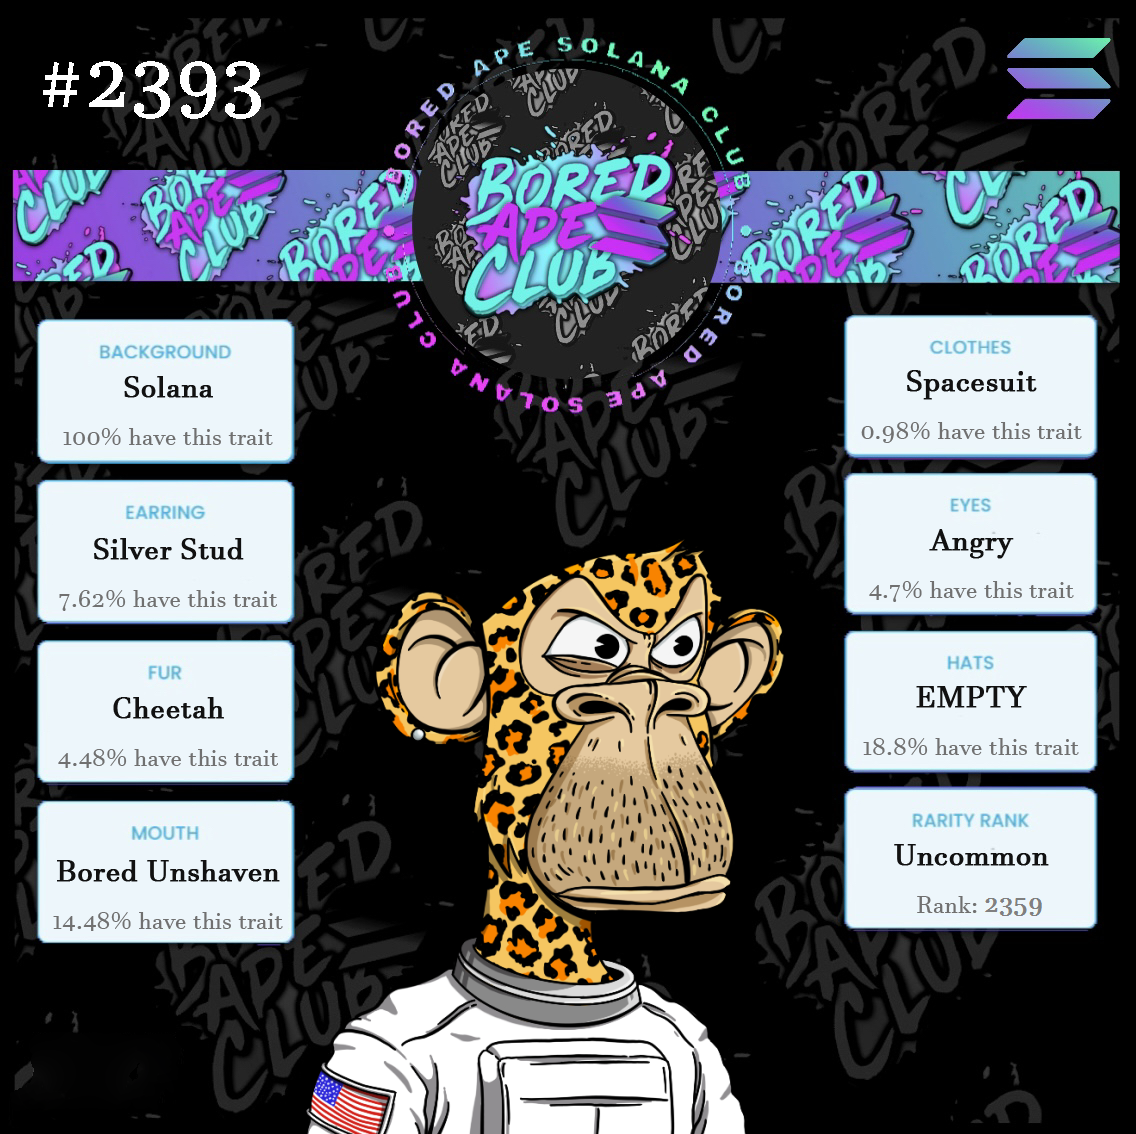 #2393
BORED APE SOLANA CLUB
BORED APE SOLANA CLUB
BORED
APE
CLUB
BACKGROUND
Solana
100% have this trait
EARRING
Silver Stud
7.62% have this trait
FUR
Cheetah
4.48% have this trait
MOUTH
Bored Unshaven
14.48% have this trait
CLOTHES
Spacesuit
0.98% have this trait
EYES
Angry
4.7% have this trait
HATS
EMPTY
18.8% have this trait
RARITY RANK
Uncommon
Rank: 2359